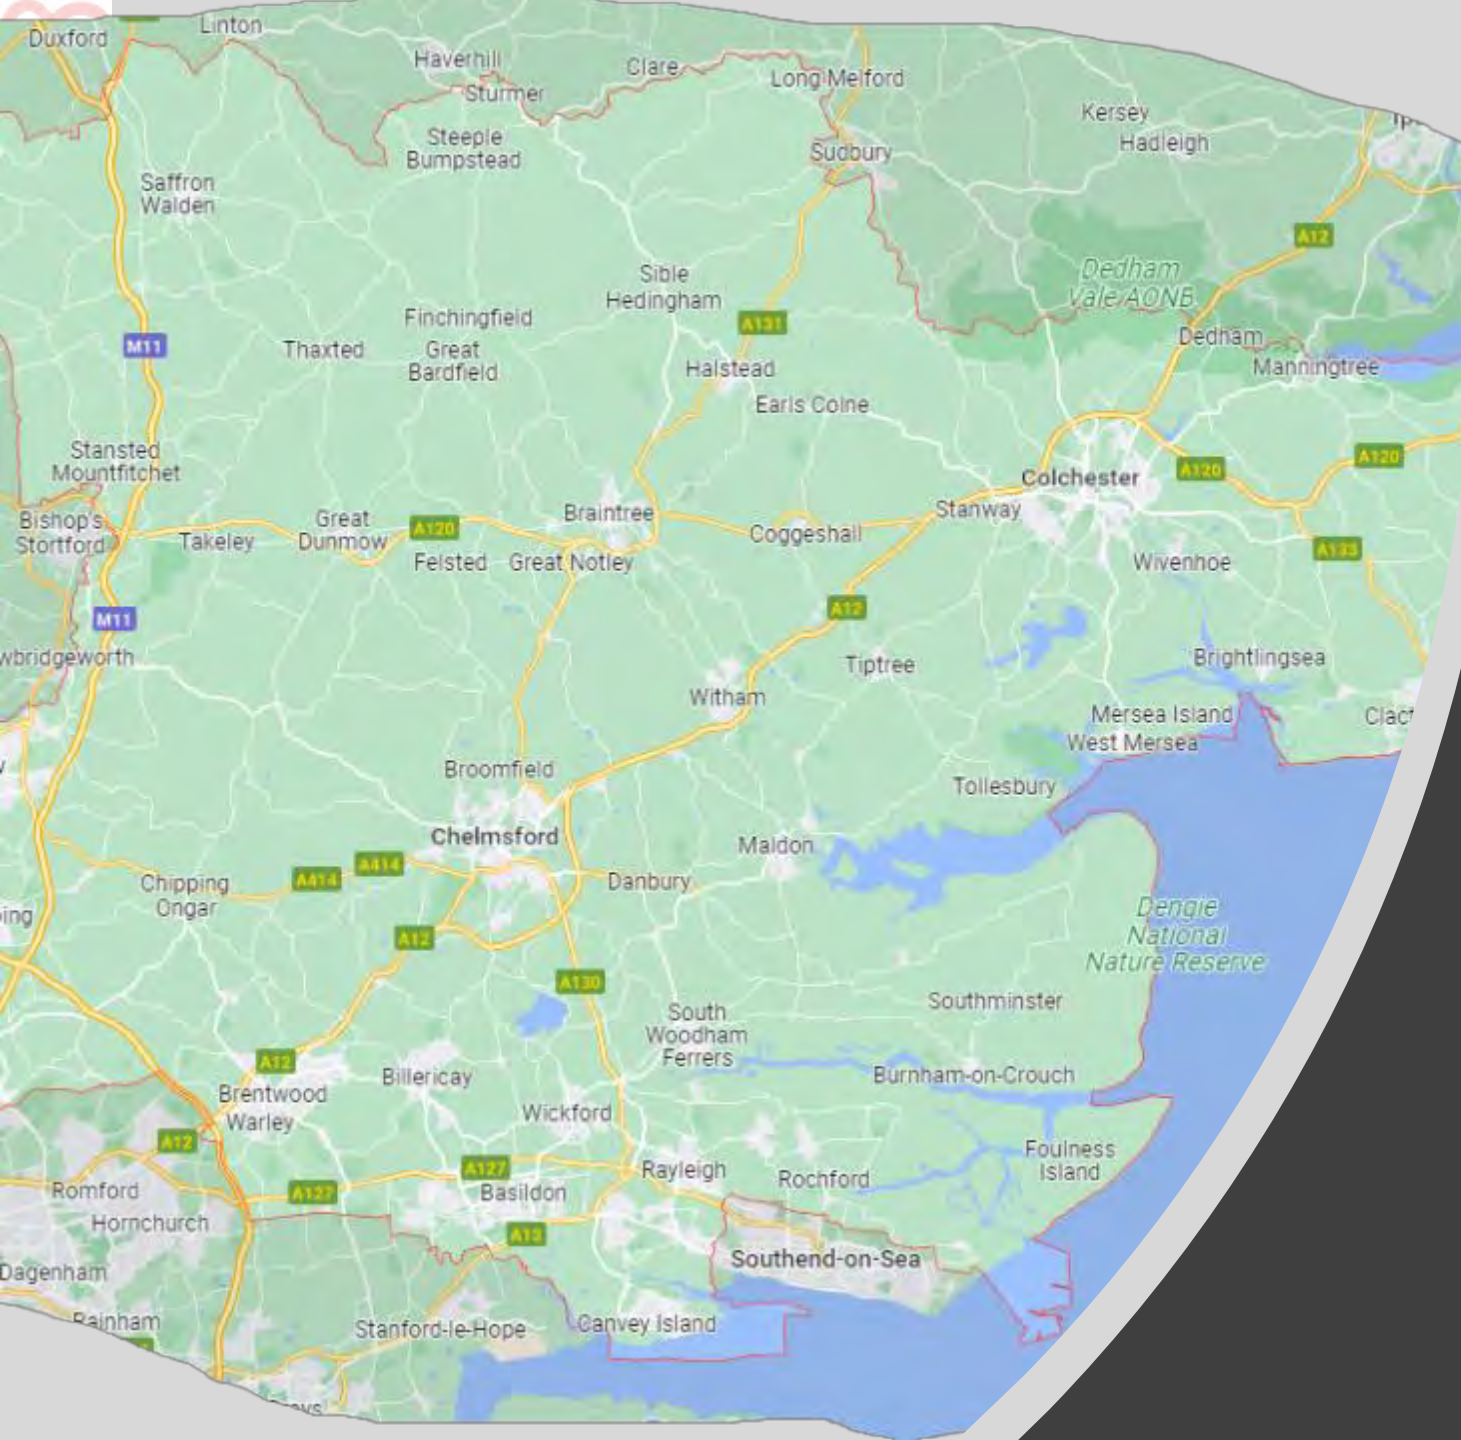 Linton
Duxford
Haverhill
Clare
Long Melford
Sturmer
Kersey
Hadleigh
Steeple
Bumpstead
Sudbury
Saffron
Walden
A12
Dedham
Vale AONB
Sible
Hedingham
Finchingfield
A131
Dedham
M11
Thaxted
Great
Bardfield
Halstead
Manningtree
Earls Colne
Stansted
Mountfitchet
A120
A120
Colchester
Bishop's
Stortford
Great
Dunmow
A120
Braintree
Stanway
Takeley
Coggeshall
A133
Felsted
Great Notley
Wivenhoe
M11
A12
wbridgeworth
Tiptree
Brightlingsea
Witham
Mersea Island
Clact
West Mersea
Broomfield
Tollesbury
Chelmsford
Maldon
A414
A414
Danbury
Chipping
Ongar
Dengie
National
Nature Reserve
ing
A12
A130
Southminster
South
Woodham
Ferrers
A12
Billericay
Burnham-on-Crouch
Brentwood
Warley
Wickford
A12
Foulness
Island
A127
Rayleigh
Rochford
Romford
A127
Basildon
Hornchurch
A13
Southend-on-Sea
Dagenham
Rainham
Stanford-le-Hope
Canvey Island